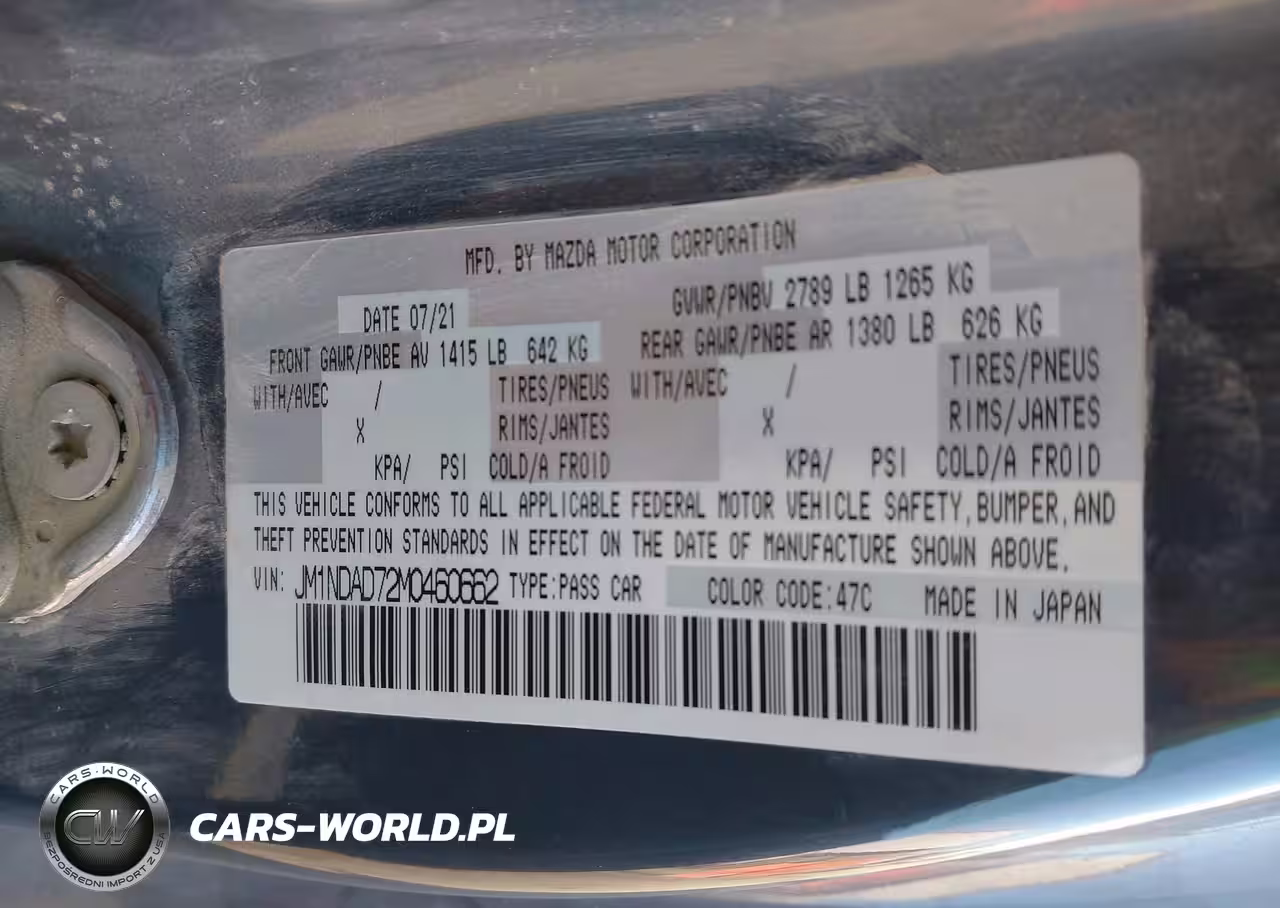 MFD. BY MAZDA MOTOR CORPORATION
DATE 07/21 GVWR/PNBV 2789 LB 1265 KG
FRONT GAWR/PNBE AV 1415 LB 642 KG REAR GAWR/PNBE AR 1380 LB 626 KG
WITH/AVEC / TIRES/PNEUS WITH/AVEC / TIRES/PNEUS
X RIMS/JANTES X RIMS/JANTES
KPA/ PSI COLD/A FROID KPA/ PSI COLD/A FROID
THIS VEHICLE CONFORMS TO ALL APPLICABLE FEDERAL MOTOR VEHICLE SAFETY, BUMPER, AND
THEFT PREVENTION STANDARDS IN EFFECT ON THE DATE OF MANUFACTURE SHOWN ABOVE.
VIN: JM1NDAD72M0460662 TYPE:PASS CAR COLOR CODE:47C MADE IN JAPAN
CARS-WORLD
CW
BEZPOŚREDNI IMPORT Z USA
CARS-WORLD.PL